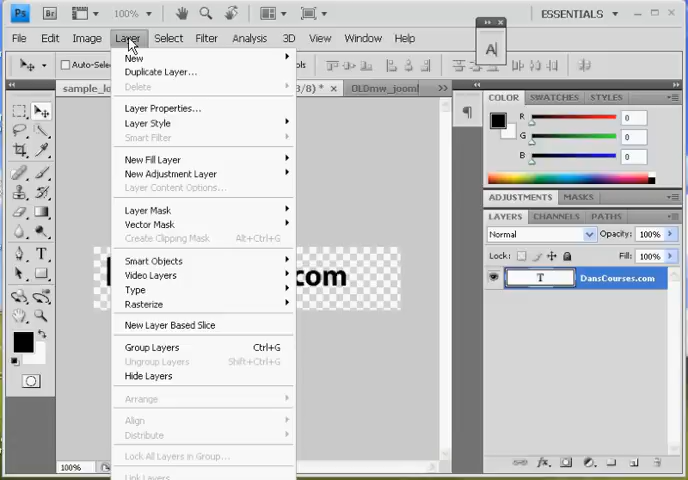 Ps Br 100% ESSENTIALS
File Edit Image Layer Select Filter Analysis 3D View Window Help
Auto-Selec
sample_lo 3/8) * OLDmw_jooml
A
New
Duplicate Layer...
Delete
Layer Properties...
Layer Style
Smart Filter
New Fill Layer
New Adjustment Layer
Layer Content Options...
Layer Mask
Vector Mask
Create Clipping Mask Alt+Ctrl+G
Smart Objects
Video Layers
Type
Rasterize
New Layer Based Slice
Group Layers Ctrl+G
Ungroup Layers Shift+Ctrl+G
Hide Layers
Arrange
Align
Distribute
Lock All Layers in Group...
Link Layers
com
100%
COLOR SWATCHES STYLES
R 0
G 0
B 0
ADJUSTMENTS MASKS
LAYERS CHANNELS PATHS
Normal Opacity: 100%
Lock: Fill: 100%
T DansCourses.com
fx